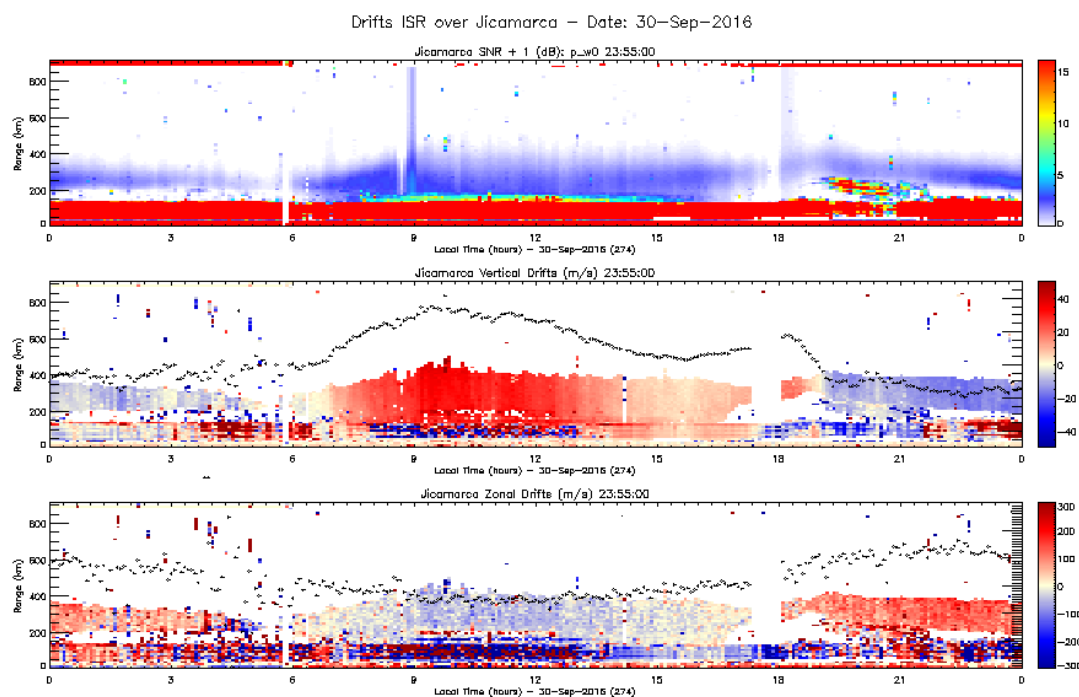 Drifts ISR over Jicamarca – Date: 30-Sep-2016
Jicamarca SNR + 1 (dB): p_w0 23:55:00
Range (km)
800
600
400
200
0
0 3 6 9 12 15 18 21 0
Local Time (hours) – 30-Sep-2016 (274)
15
10
5
0
Jicamarca Vertical Drifts (m/s) 23:55:00
Range (km)
800
600
400
200
0
0 3 6 9 12 15 18 21 0
Local Time (hours) – 30-Sep-2016 (274)
40
20
0
-20
-40
Jicamarca Zonal Drifts (m/s) 23:55:00
Range (km)
800
600
400
200
0
0 3 6 9 12 15 18 21 0
Local Time (hours) – 30-Sep-2016 (274)
300
200
100
0
-100
-200
-300